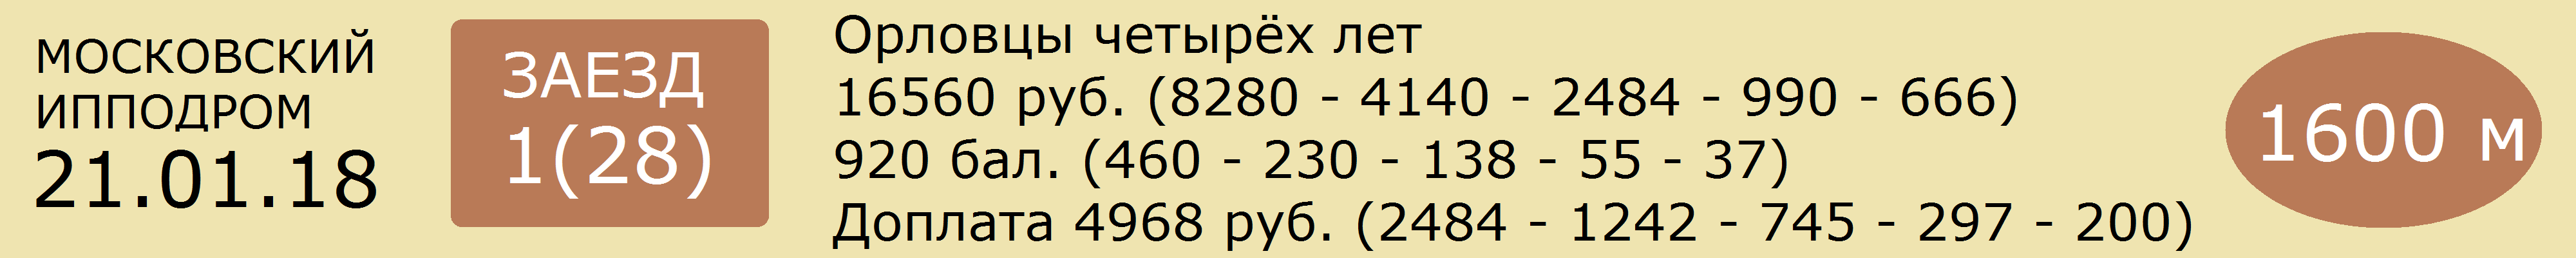 МОСКОВСКИЙ
ИППОДРОМ
21.01.18
ЗАЕЗД
1(28)
Орловцы четырёх лет
16560 руб. (8280 - 4140 - 2484 - 990 - 666)
920 бал. (460 - 230 - 138 - 55 - 37)
Доплата 4968 руб. (2484 - 1242 - 745 - 297 - 200)
1600 м